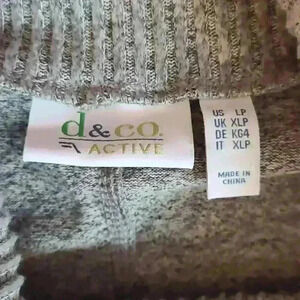 d&co.
ACTIVE
US LP
UK XLP
DE KG4
IT XLP
MADE IN
CHINA